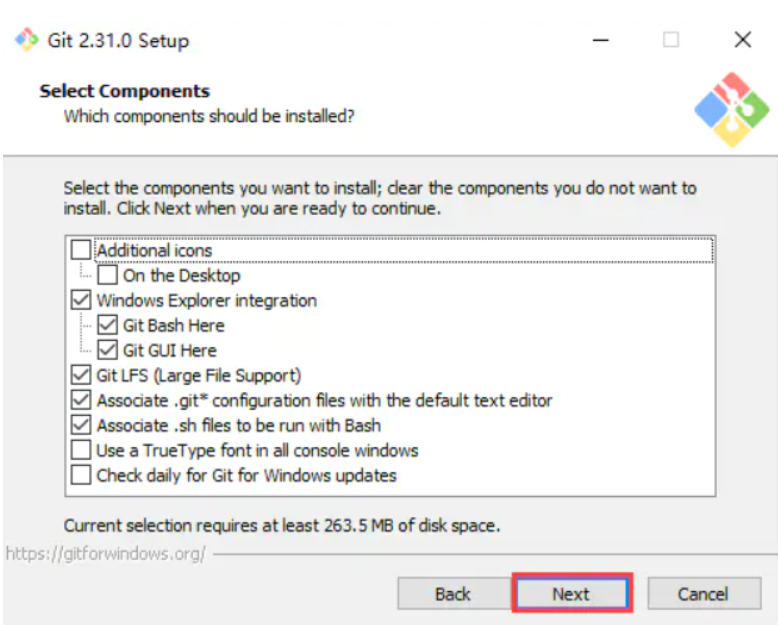 Git 2.31.0 Setup
Select Components
Which components should be installed?
Select the components you want to install; clear the components you do not want to
install. Click Next when you are ready to continue.
Additional icons
On the Desktop
Windows Explorer integration
Git Bash Here
Git GUI Here
Git LFS (Large File Support)
Associate .git* configuration files with the default text editor
Associate .sh files to be run with Bash
Use a TrueType font in all console windows
Check daily for Git for Windows updates
Current selection requires at least 263.5 MB of disk space.
https://gitforwindows.org/
Back Next Cancel